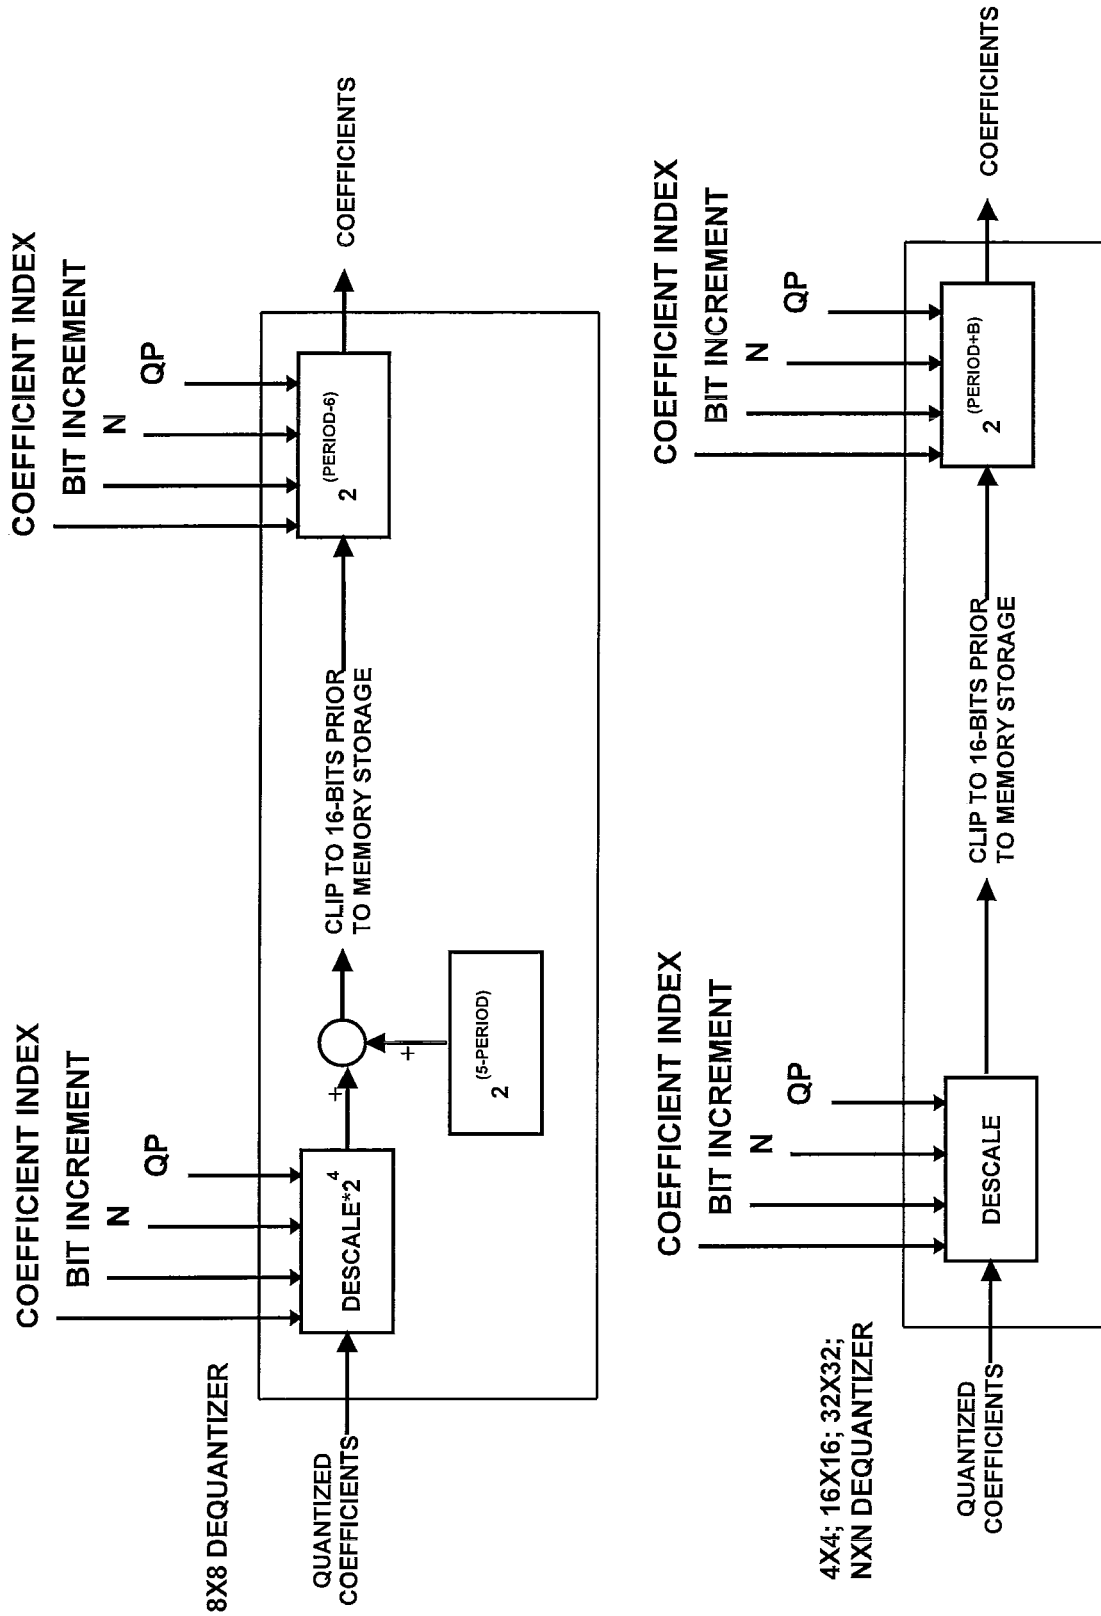 8X8 DEQUANTIZER
COEFFICIENT INDEX
BIT INCREMENT
N
QP
QUANTIZED
COEFFICIENTS
DESCALE*2^4
+
+
2^(5-PERIOD)
CLIP TO 16-BITS PRIOR
TO MEMORY STORAGE
COEFFICIENT INDEX
BIT INCREMENT
N
QP
2^(PERIOD-6)
COEFFICIENTS
4X4; 16X16; 32X32;
NXN DEQUANTIZER
COEFFICIENT INDEX
BIT INCREMENT
N
QP
QUANTIZED
COEFFICIENTS
DESCALE
CLIP TO 16-BITS PRIOR
TO MEMORY STORAGE
COEFFICIENT INDEX
BIT INCREMENT
N
QP
2^(PERIOD+B)
COEFFICIENTS